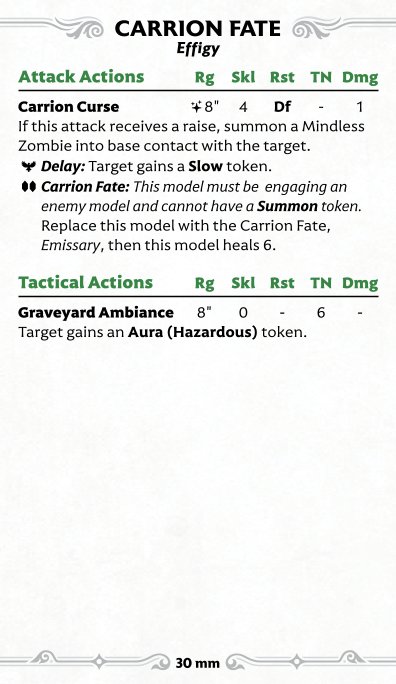 CARRION FATE
Effigy
Attack Actions Rg Skl Rst TN Dmg
Carrion Curse 8" 4 Df - 1
If this attack receives a raise, summon a Mindless
Zombie into base contact with the target.
Delay: Target gains a Slow token.
Carrion Fate: This model must be engaging an
enemy model and cannot have a Summon token.
Replace this model with the Carrion Fate,
Emissary, then this model heals 6.
Tactical Actions Rg Skl Rst TN Dmg
Graveyard Ambiance 8" 0 - 6 -
Target gains an Aura (Hazardous) token.
30 mm